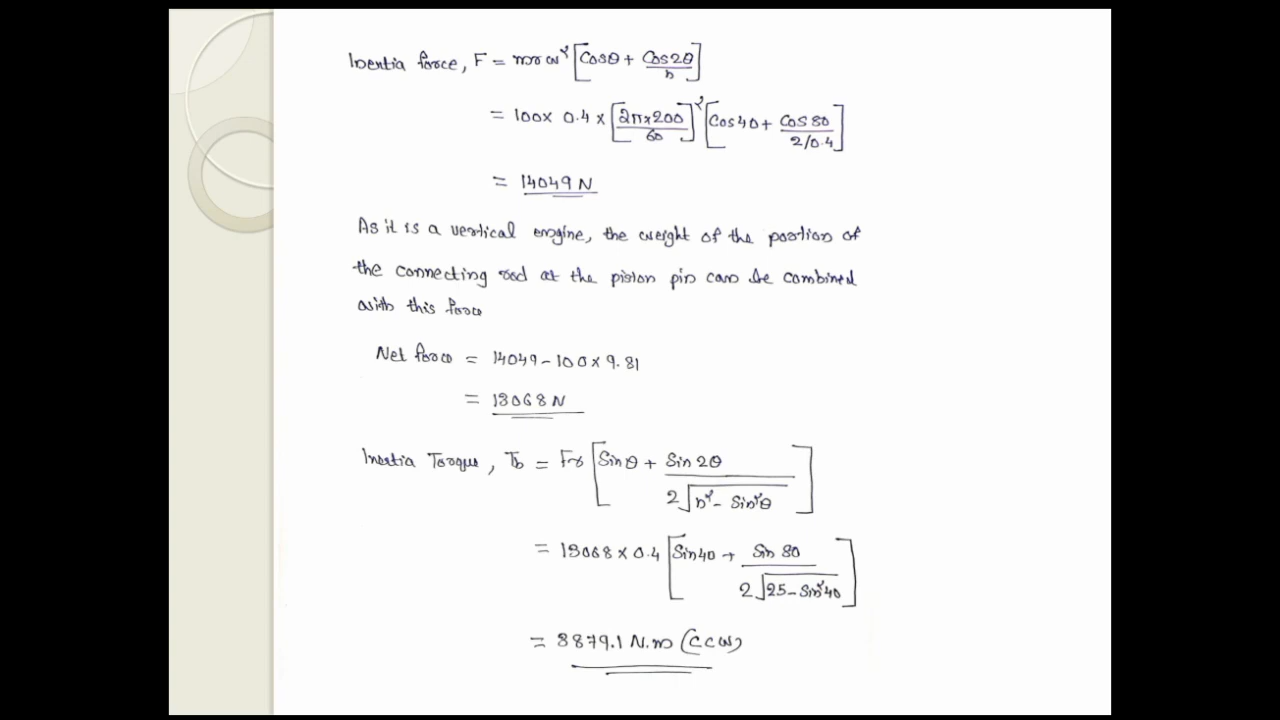 Inertia force, F = mrω² [Cosθ + Cos2θ/n]
= 100 x 0.4 x [2π x 200/60]² [Cos40 + Cos80/(2/0.4)]
= 14049 N
As it is a vertical engine, the weight of the portion of
the connecting rod at the piston pin can be combined
with this force
Net force = 14049 - 100 x 9.81
= 13068 N
Inertia Torque, Tb = Fr [Sinθ + Sin2θ/(2√(n² - Sin²θ))]
= 13068 x 0.4 [Sin40 + Sin80/(2√(25 - Sin²40))]
= 3879.1 N.m (CCW)